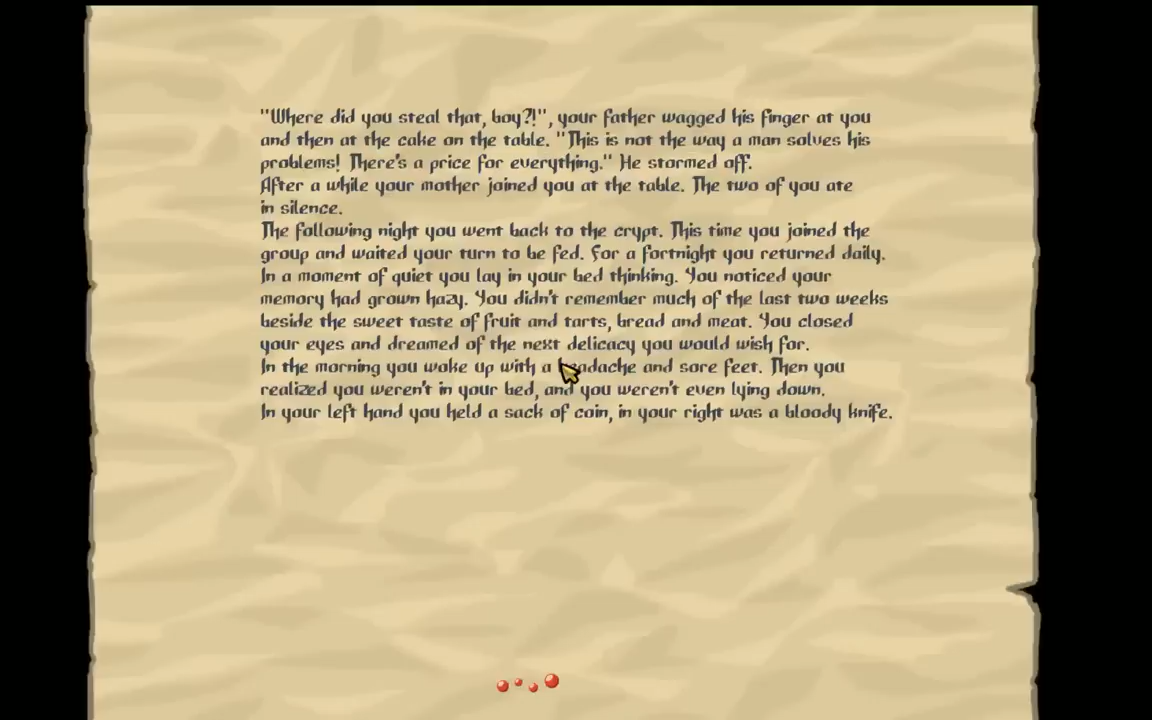 "Where did you steal that, boy?!", your father wagged his finger at you
and then at the cake on the table. "This is not the way a man solves his
problems! There's a price for everything." He stormed off.
After a while your mother joined you at the table. The two of you ate
in silence.
The following night you went back to the crypt. This time you joined the
group and waited your turn to be fed. For a fortnight you returned daily.
In a moment of quiet you lay in your bed thinking. You noticed your
memory had grown hazy. You didn't remember much of the last two weeks
beside the sweet taste of fruit and tarts, bread and meat. You closed
your eyes and dreamed of the next delicacy you would wish for.
In the morning you woke up with a headache and sore feet. Then you
realized you weren't in your bed, and you weren't even lying down.
In your left hand you held a sack of coin, in your right was a bloody knife.